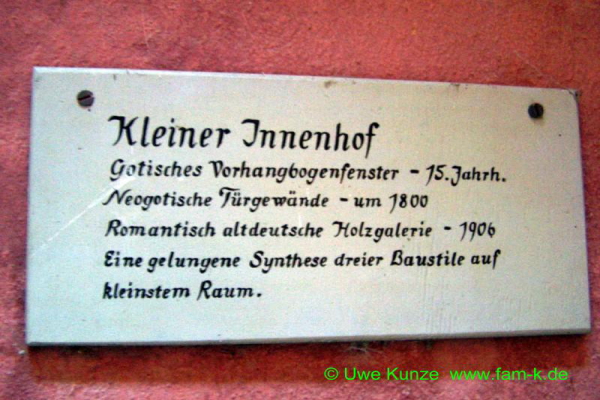 Kleiner Innenhof
Gotisches Vorhangbogenfenster - 15. Jahrh.
Neogotische Türgewände - um 1800
Romantisch altdeutsche Holzgalerie - 1906
Eine gelungene Synthese dreier Baustile auf
kleinstem Raum.
© Uwe Kunze www.fam-k.de